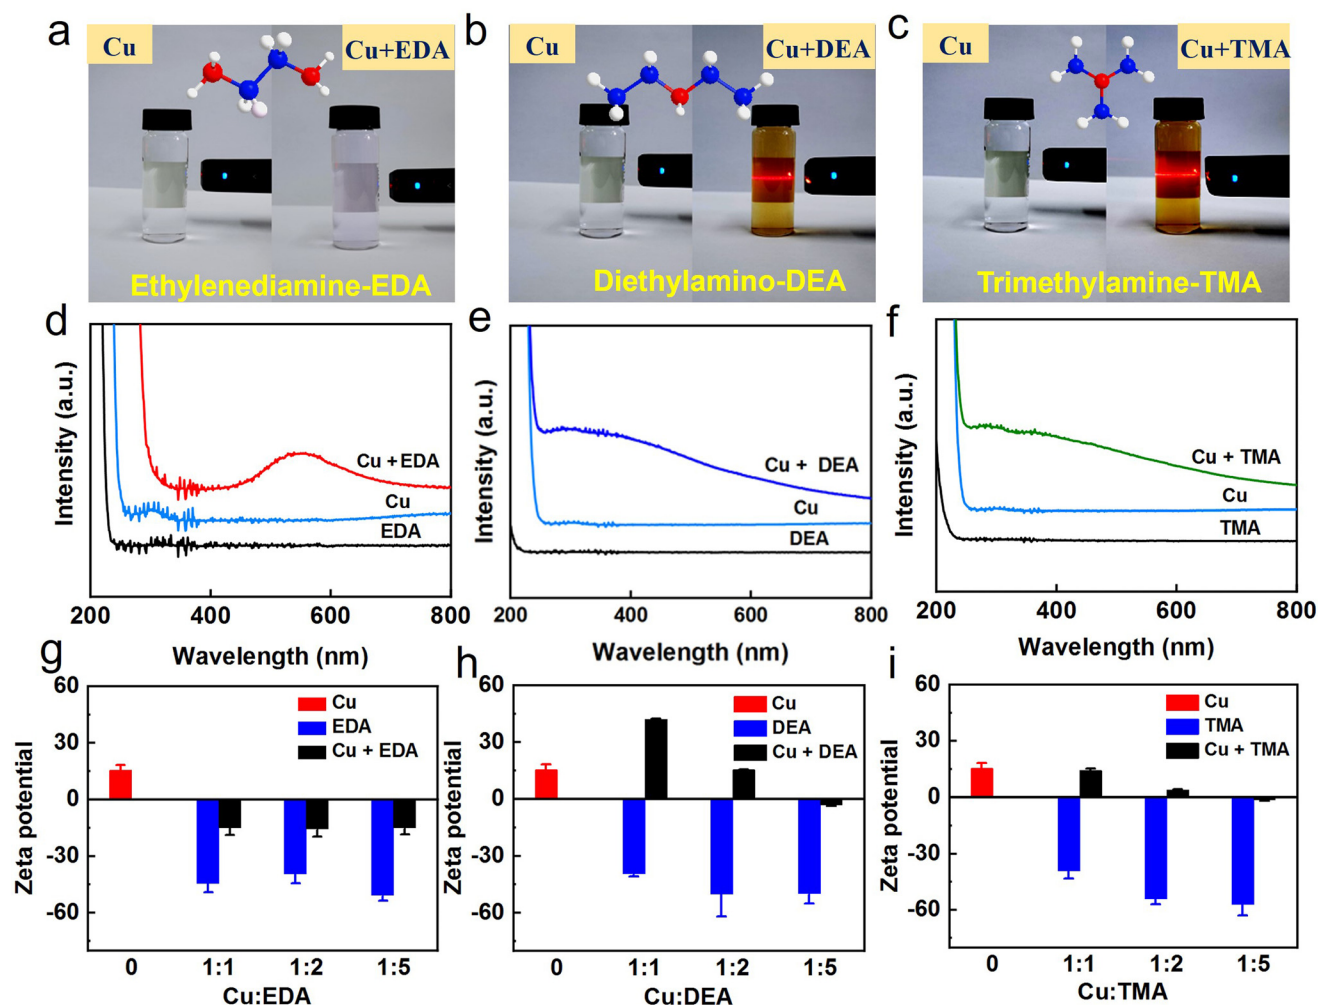 a
Cu
Cu+EDA
Ethylenediamine-EDA
b
Cu
Cu+DEA
Diethylamino-DEA
c
Cu
Cu+TMA
Trimethylamine-TMA
d
Intensity (a.u.)
Cu +EDA
Cu
EDA
200 400 600 800
Wavelength (nm)
e
Intensity (a.u.)
Cu + DEA
Cu
DEA
200 400 600 800
Wavelength (nm)
f
Intensity (a.u.)
Cu + TMA
Cu
TMA
200 400 600 800
Wavelength (nm)
g
Zeta potential
60
30
0
-30
-60
Cu
EDA
Cu + EDA
0 1:1 1:2 1:5
Cu:EDA
h
Zeta potential
60
30
0
-30
-60
Cu
DEA
Cu + DEA
0 1:1 1:2 1:5
Cu:DEA
i
Zeta potential
60
30
0
-30
-60
Cu
TMA
Cu + TMA
0 1:1 1:2 1:5
Cu:TMA